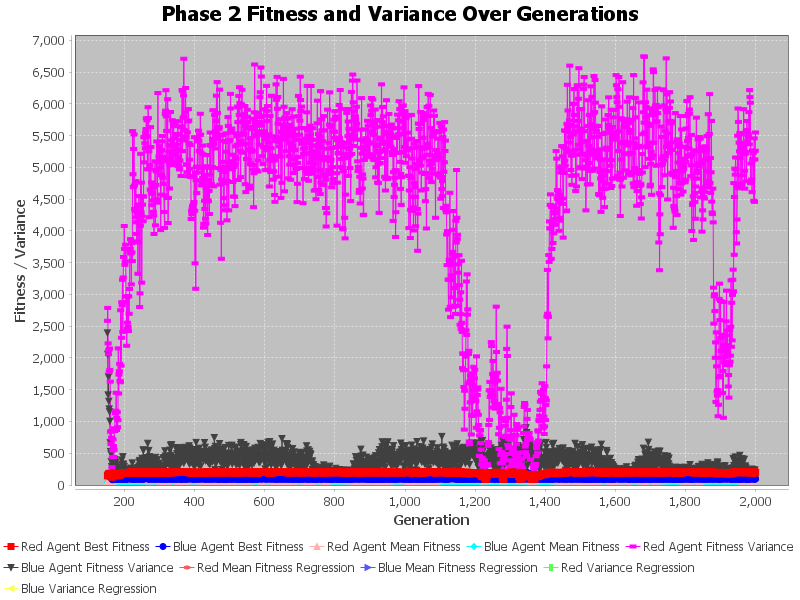 Phase 2 Fitness and Variance Over Generations
7,000
6,500
6,000
5,500
5,000
4,500
4,000
3,500
3,000
2,500
2,000
1,500
1,000
500
0
Fitness / Variance
200 400 600 800 1,000 1,200 1,400 1,600 1,800 2,000
Generation
Red Agent Best Fitness Blue Agent Best Fitness Red Agent Mean Fitness Blue Agent Mean Fitness Red Agent Fitness Variance
Blue Agent Fitness Variance Red Mean Fitness Regression Blue Mean Fitness Regression Red Variance Regression
Blue Variance Regression